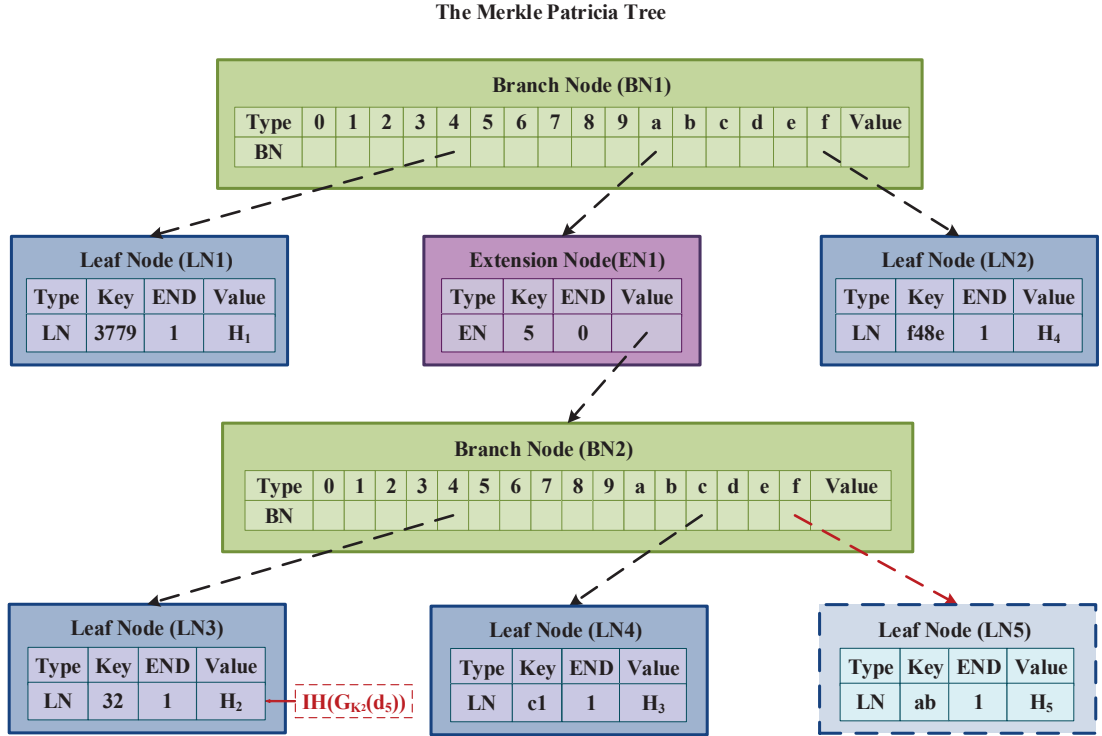 The Merkle Patricia Tree
Branch Node (BN1)
Type 0 1 2 3 4 5 6 7 8 9 a b c d e f Value
BN
Leaf Node (LN1)
Type Key END Value
LN 3779 1 H₁
Extension Node(EN1)
Type Key END Value
EN 5 0
Leaf Node (LN2)
Type Key END Value
LN f48e 1 H₄
Branch Node (BN2)
Type 0 1 2 3 4 5 6 7 8 9 a b c d e f Value
BN
Leaf Node (LN3)
Type Key END Value
LN 32 1 H₂
IH(G_K₂(d₅))
Leaf Node (LN4)
Type Key END Value
LN c1 1 H₃
Leaf Node (LN5)
Type Key END Value
LN ab 1 H₅